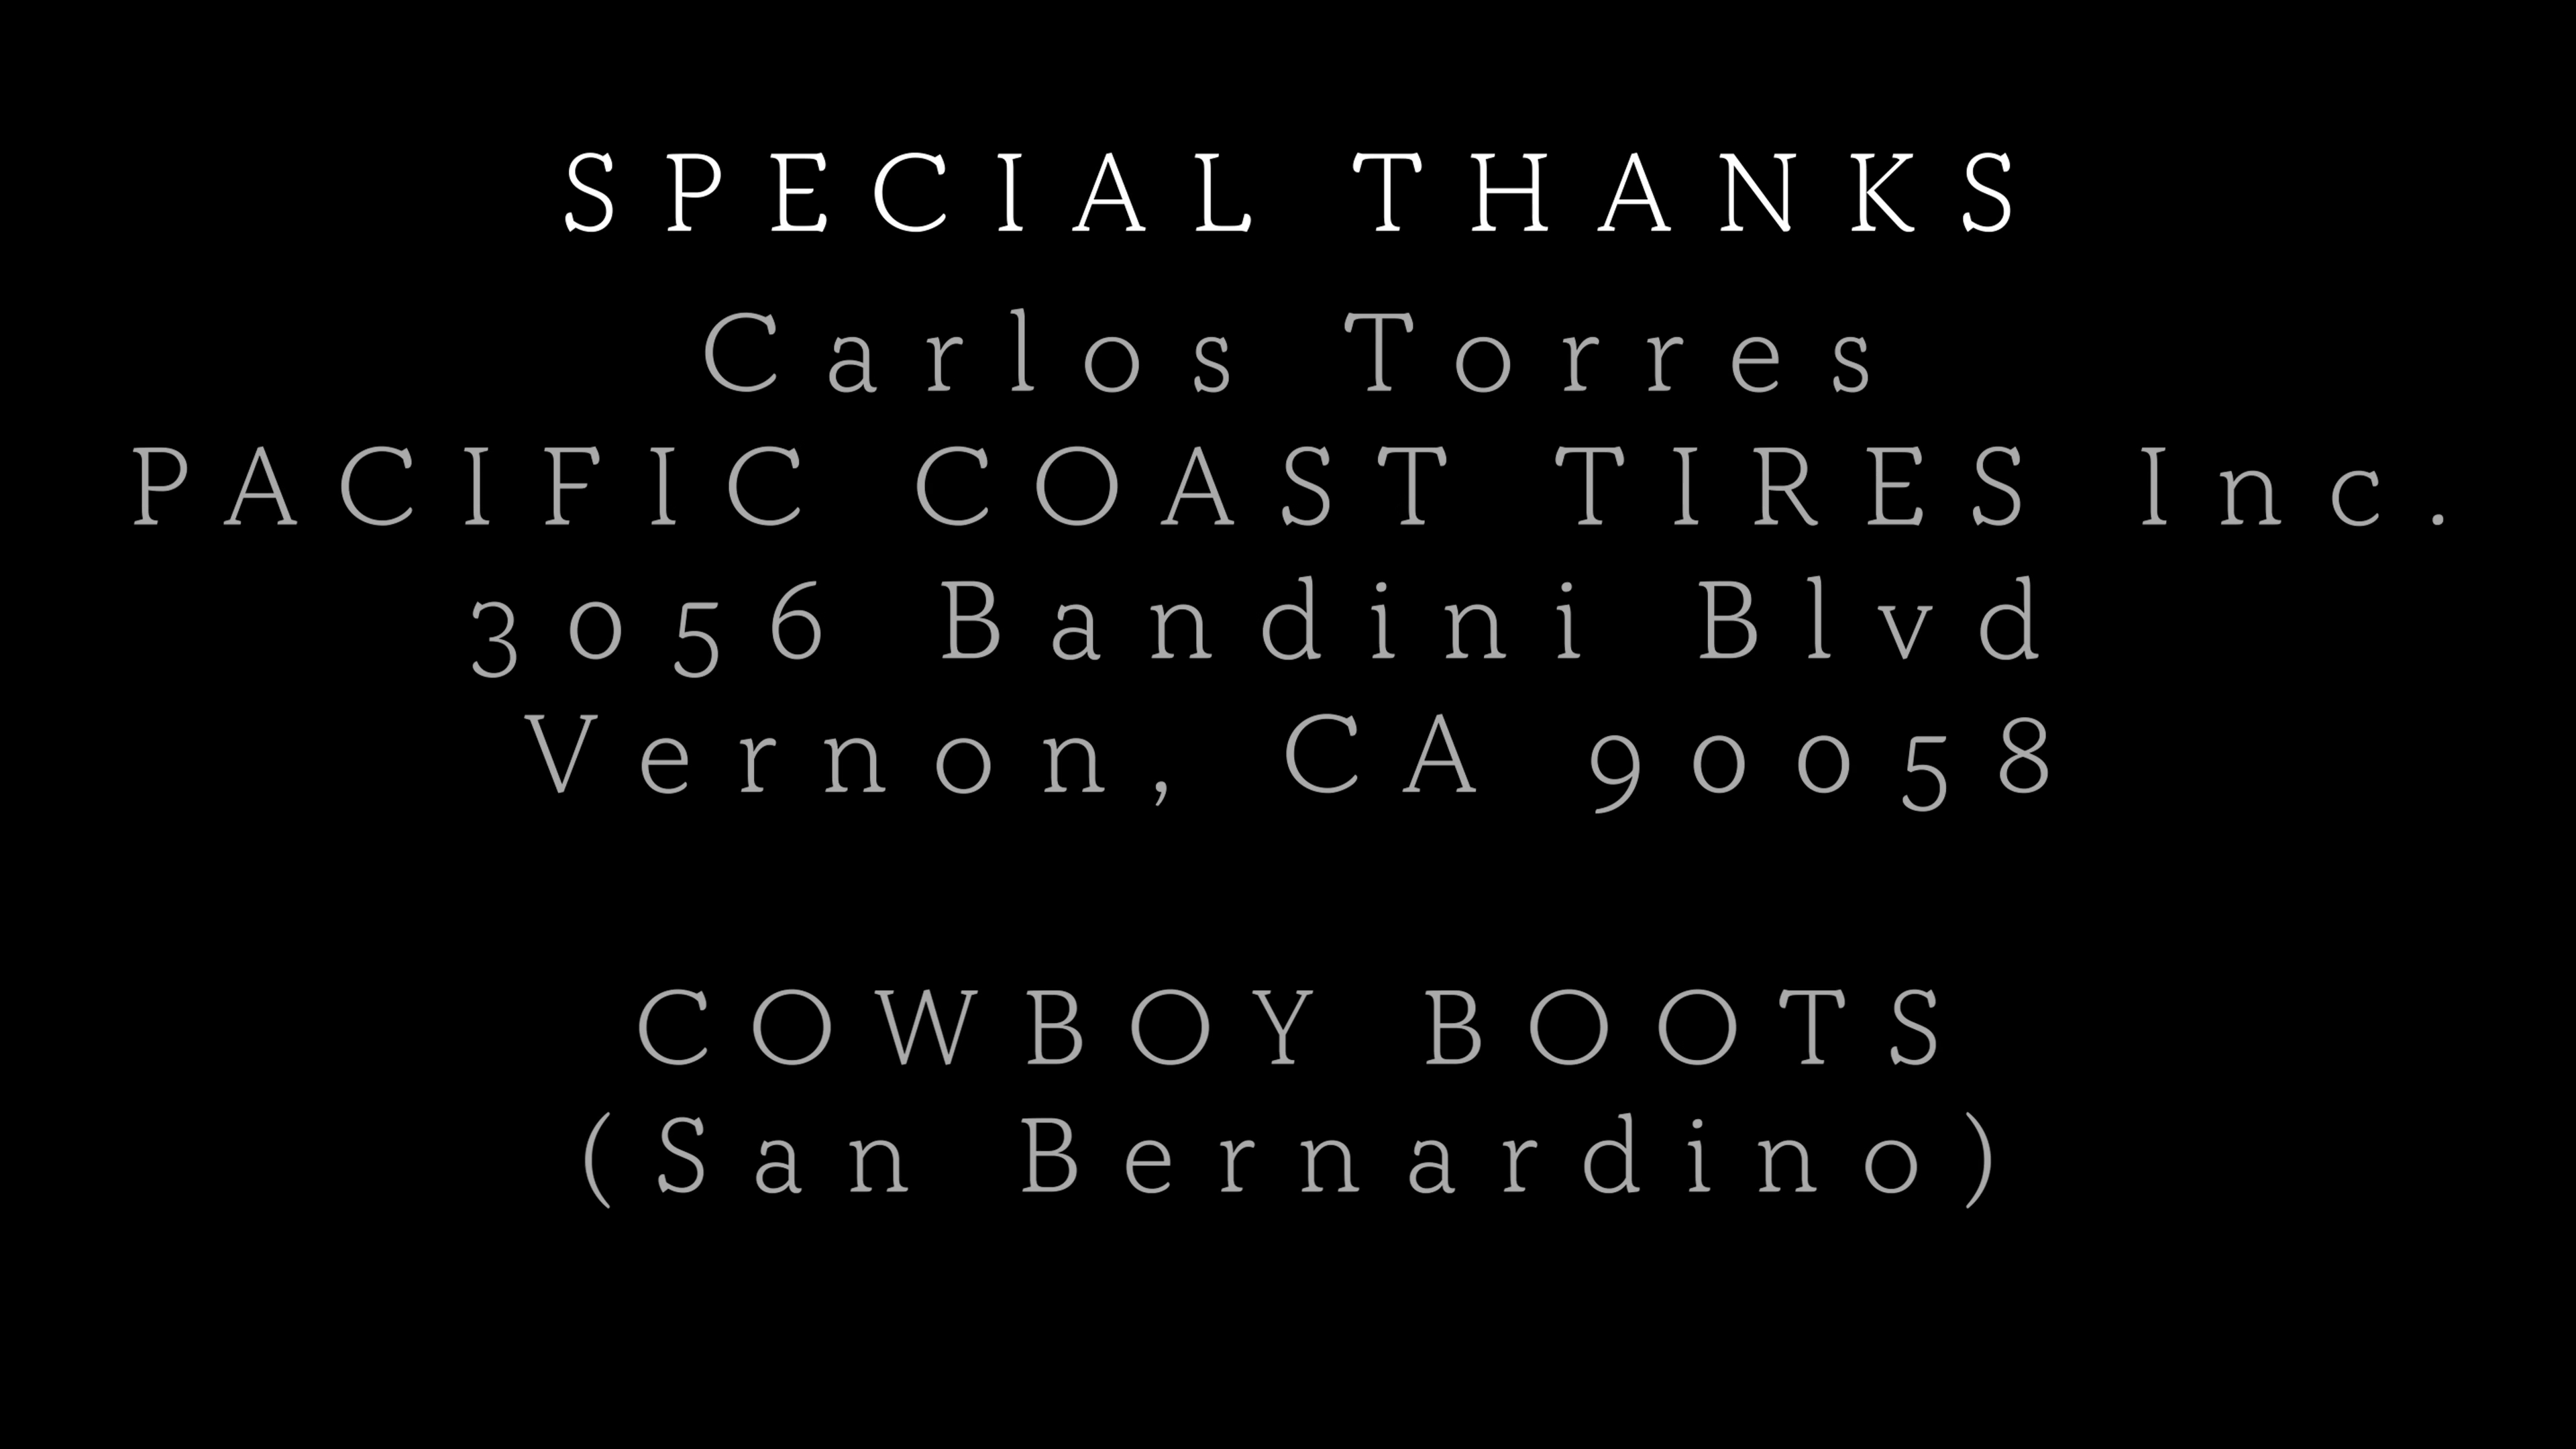 SPECIAL THANKS
Carlos Torres
PACIFIC COAST TIRES Inc.
3056 Bandini Blvd
Vernon, CA 90058
COWBOY BOOTS
(San Bernardino)